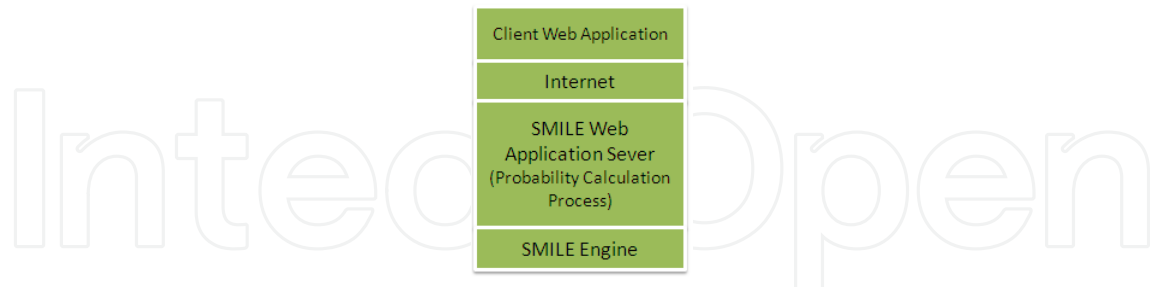 Client Web Application
Internet
SMILE Web
Application Sever
(Probability Calculation
Process)
SMILE Engine
IntechOpen